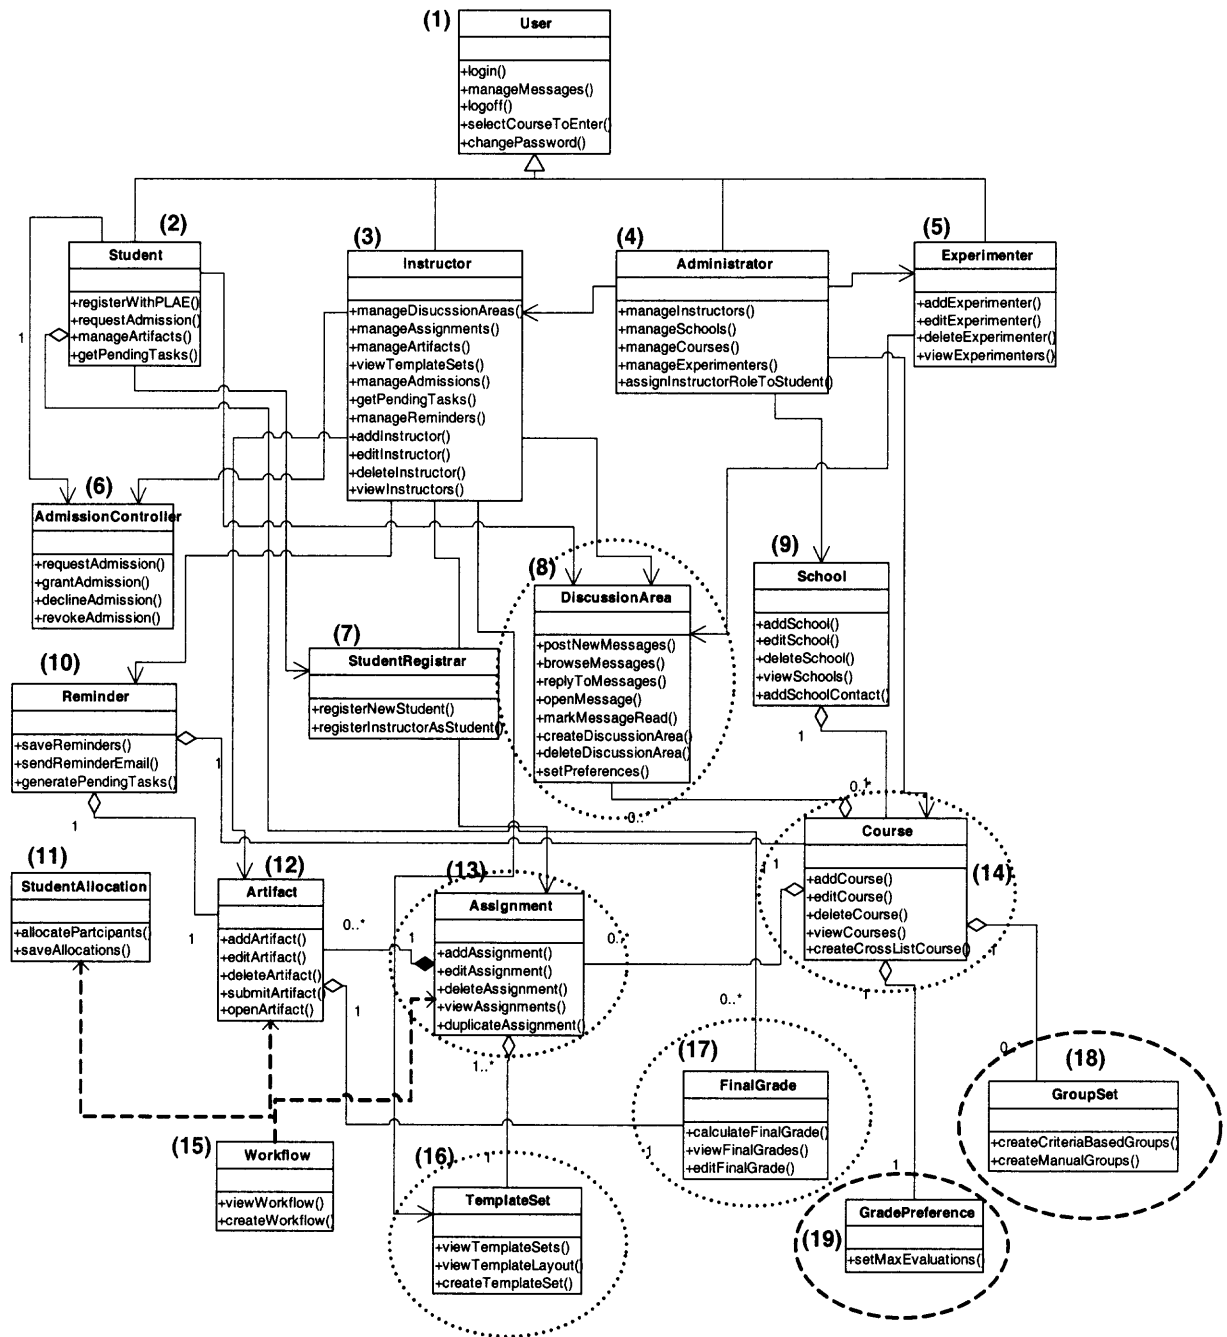 (1)
User
+login()
+manageMessages()
+logoff()
+selectCourseToEnter()
+changePassword()
(2)
Student
+registerWithPLAE()
+requestAdmission()
+manageArtifacts()
+getPendingTasks()
1
(3)
Instructor
+manageDisucssionAreas()
+manageAssignments()
+manageArtifacts()
+viewTemplateSets()
+manageAdmissions()
+getPendingTasks()
+manageReminders()
+addInstructor()
+editInstructor()
+deleteInstructor()
+viewInstructors()
(4)
Administrator
+manageInstructors()
+manageSchools()
+manageCourses()
+manageExperimenters()
+assignInstructorRoleToStudent()
(5)
Experimenter
+addExperimenter()
+editExperimenter()
+deleteExperimenter()
+viewExperimenters()
(6)
AdmissionController
+requestAdmission()
+grantAdmission()
+declineAdmission()
+revokeAdmission()
(7)
StudentRegistrar
+registerNewStudent()
+registerInstructorAsStudent()
(8)
DiscussionArea
+postNewMessages()
+browseMessages()
+replyToMessages()
+openMessage()
+markMessageRead()
+createDiscussionArea()
+deleteDiscussionArea()
+setPreferences()
0..*
(9)
School
+addSchool()
+editSchool()
+deleteSchool()
+viewSchools()
+addSchoolContact()
1
0..*
1
(10)
Reminder
+saveReminders()
+sendReminderEmail()
+generatePendingTasks()
1
1
(11)
StudentAllocation
+allocatePartcipants()
+saveAllocations()
(12)
Artifact
+addArtifact()
+editArtifact()
+deleteArtifact()
+submitArtifact()
+openArtifact()
1
0..*
1
1
(13)
Assignment
+addAssignment()
+editAssignment()
+deleteAssignment()
+viewAssignments()
+duplicateAssignment()
0..*
1..*
(14)
Course
+addCourse()
+editCourse()
+deleteCourse()
+viewCourses()
+createCrossListCourse()
1
1
1
1
(15)
Workflow
+viewWorkflow()
+createWorkflow()
(16)
TemplateSet
+viewTemplateSets()
+viewTemplateLayout()
+createTemplateSet()
1
(17)
FinalGrade
+calculateFinalGrade()
+viewFinalGrades()
+editFinalGrade()
0..*
1
(18)
GroupSet
+createCriteriaBasedGroups()
+createManualGroups()
0..*
(19)
GradePreference
+setMaxEvaluations()
1